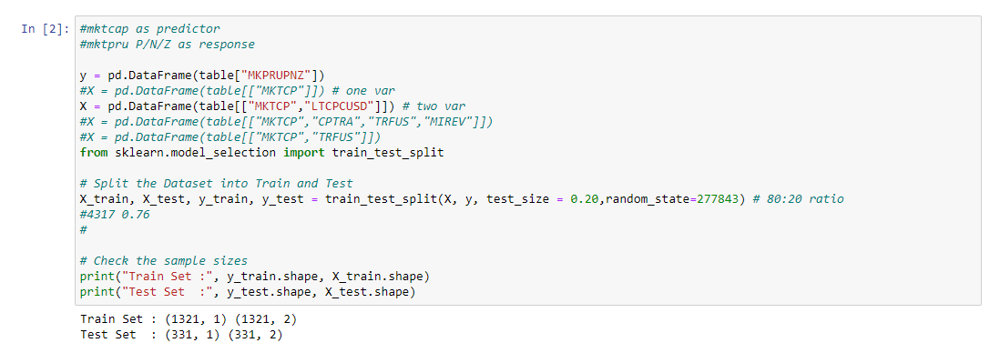 In [2]: #mktcap as predictor
#mktpru P/N/Z as response
y = pd.DataFrame(table["MKPRUPNZ"])
#X = pd.DataFrame(table[["MKTCP"]]) # one var
X = pd.DataFrame(table[["MKTCP","LTCPCUSD"]]) # two var
#X = pd.DataFrame(table[["MKTCP","CPTRA","TRFUS","MIREV"]])
#X = pd.DataFrame(table[["MKTCP","TRFUS"]])
from sklearn.model_selection import train_test_split
# Split the Dataset into Train and Test
X_train, X_test, y_train, y_test = train_test_split(X, y, test_size = 0.20,random_state=277843) # 80:20 ratio
#4317 0.76
#
# Check the sample sizes
print("Train Set :", y_train.shape, X_train.shape)
print("Test Set  :", y_test.shape, X_test.shape)
Train Set : (1321, 1) (1321, 2)
Test Set  : (331, 1) (331, 2)